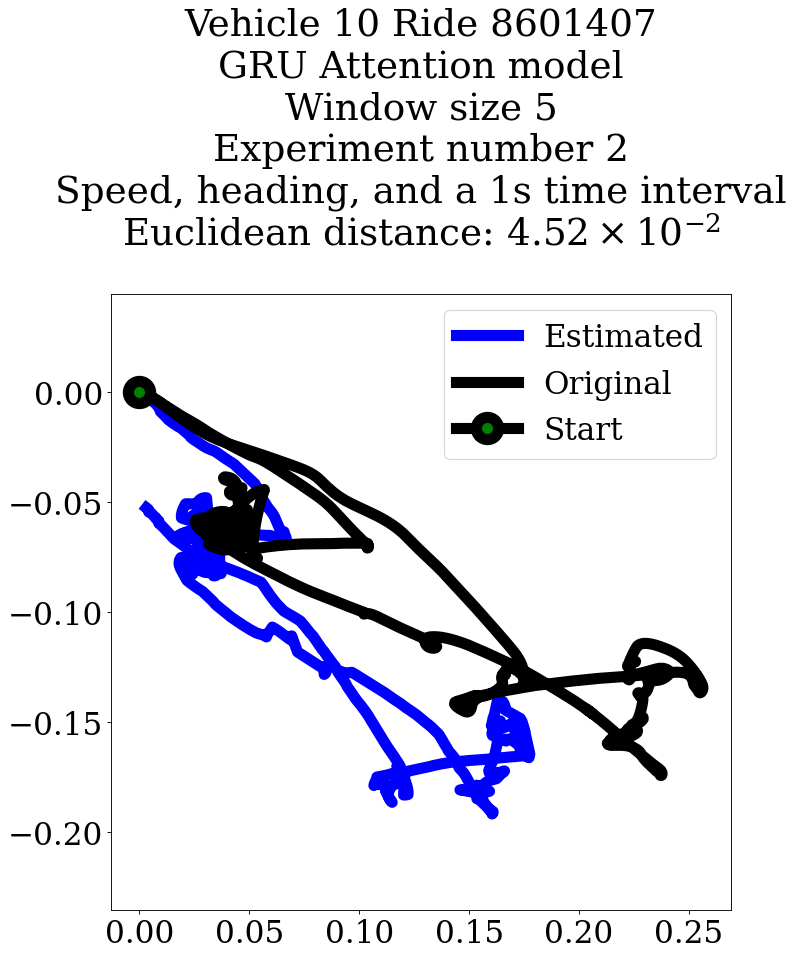 Vehicle 10 Ride 8601407
GRU Attention model
Window size 5
Experiment number 2
Speed, heading, and a 1s time interval
Euclidean distance: 4.52 × 10⁻²
Estimated
Original
Start
0.00
−0.05
−0.10
−0.15
−0.20
0.00 0.05 0.10 0.15 0.20 0.25